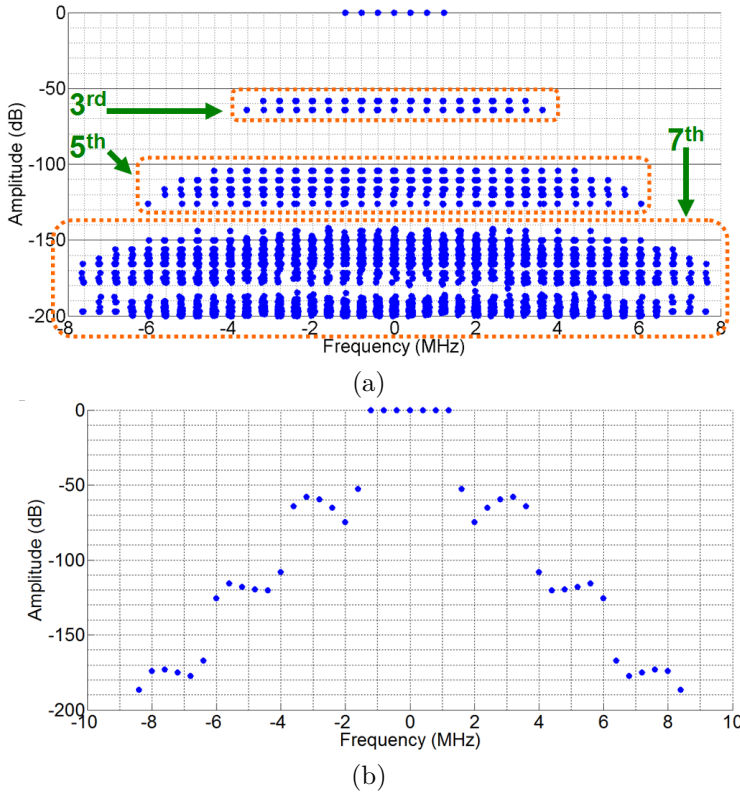 0
-50
-100
-150
-200
Amplitude (dB)
3rd
5th
7th
-8 -6 -4 -2 0 2 4 6 8
Frequency (MHz)
(a)
0
-50
-100
-150
-200
Amplitude (dB)
-10 -8 -6 -4 -2 0 2 4 6 8 10
Frequency (MHz)
(b)